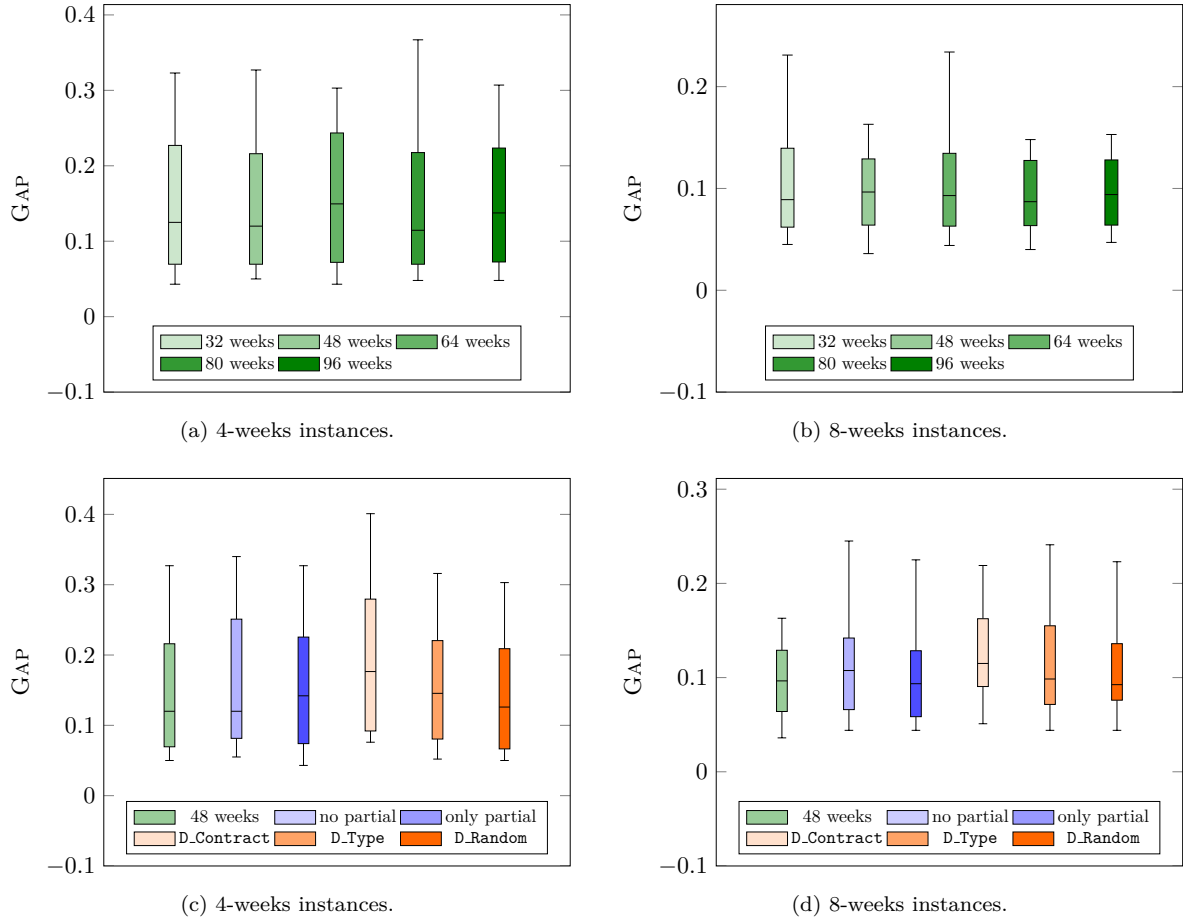 0.4
0.3
0.2
0.1
0
−0.1
GAP
32 weeks 48 weeks 64 weeks
80 weeks 96 weeks
(a) 4-weeks instances.
0.2
0.1
0
−0.1
GAP
32 weeks 48 weeks 64 weeks
80 weeks 96 weeks
(b) 8-weeks instances.
0.4
0.3
0.2
0.1
0
−0.1
GAP
48 weeks no partial only partial
D_Contract D_Type D_Random
(c) 4-weeks instances.
0.3
0.2
0.1
0
−0.1
GAP
48 weeks no partial only partial
D_Contract D_Type D_Random
(d) 8-weeks instances.